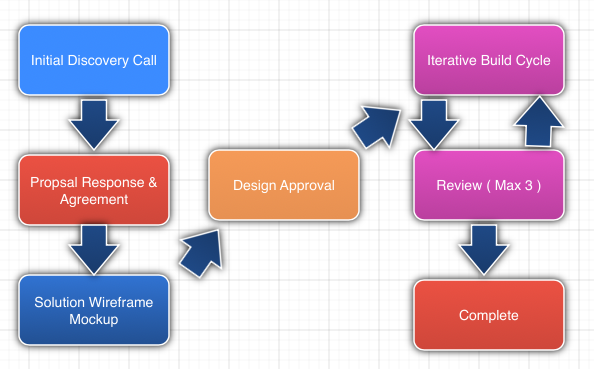 Initial Discovery Call
Propsal Response &
Agreement
Solution Wireframe
Mockup
Design Approval
Iterative Build Cycle
Review ( Max 3 )
Complete